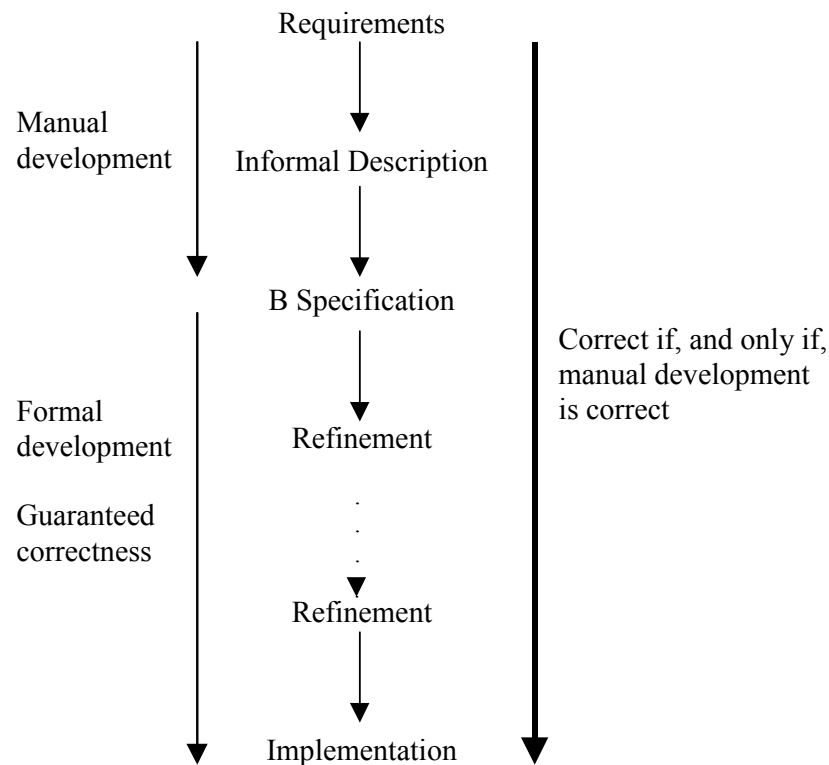 Requirements
Manual
development
Informal Description
B Specification
Correct if, and only if,
manual development
is correct
Formal
development
Refinement
Guaranteed
correctness
Refinement
Implementation